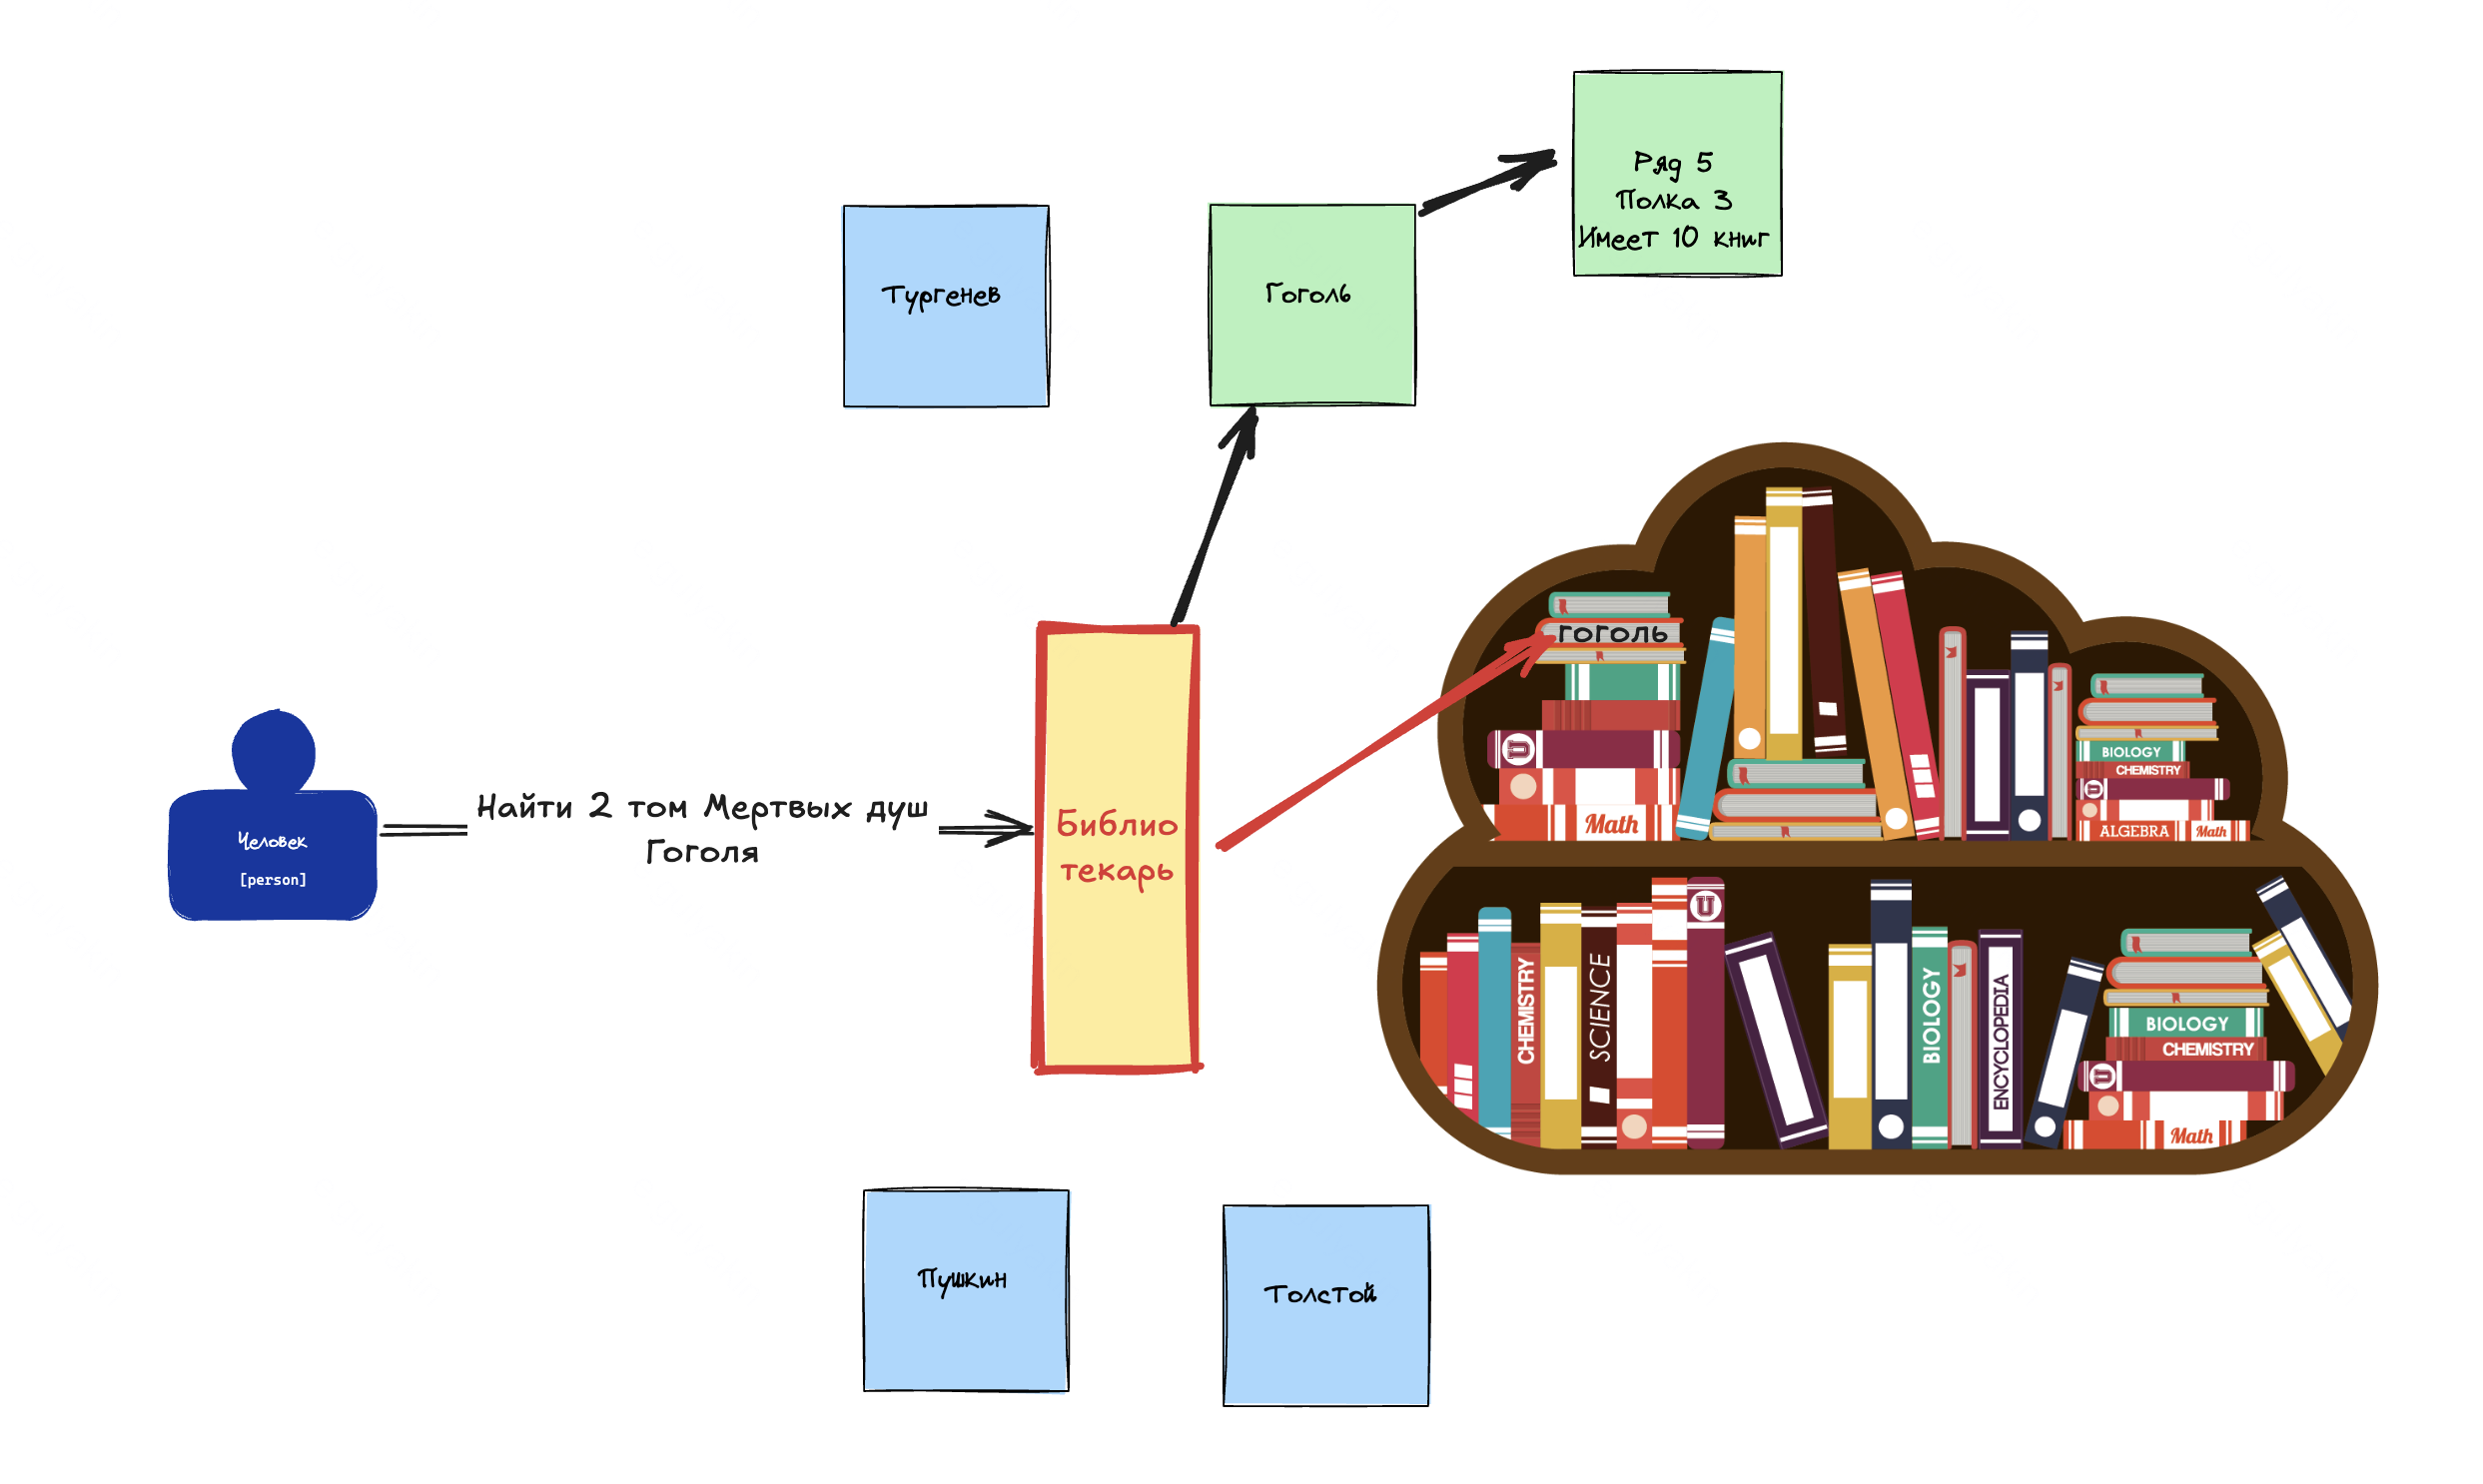 Ряд 5
Полка 3
Имеет 10 книг
Тургенев
Гоголь
гоголь
Найти 2 том Мертвых душ
Гоголя
Человек
[person]
Библио
текарь
U
Math
BIOLOGY
CHEMISTRY
U
ALGEBRA
Math
CHEMISTRY
SCIENCE
U
BIOLOGY
ENCYCLOPEDIA
BIOLOGY
CHEMISTRY
U
Math
Пушкин
Толстой